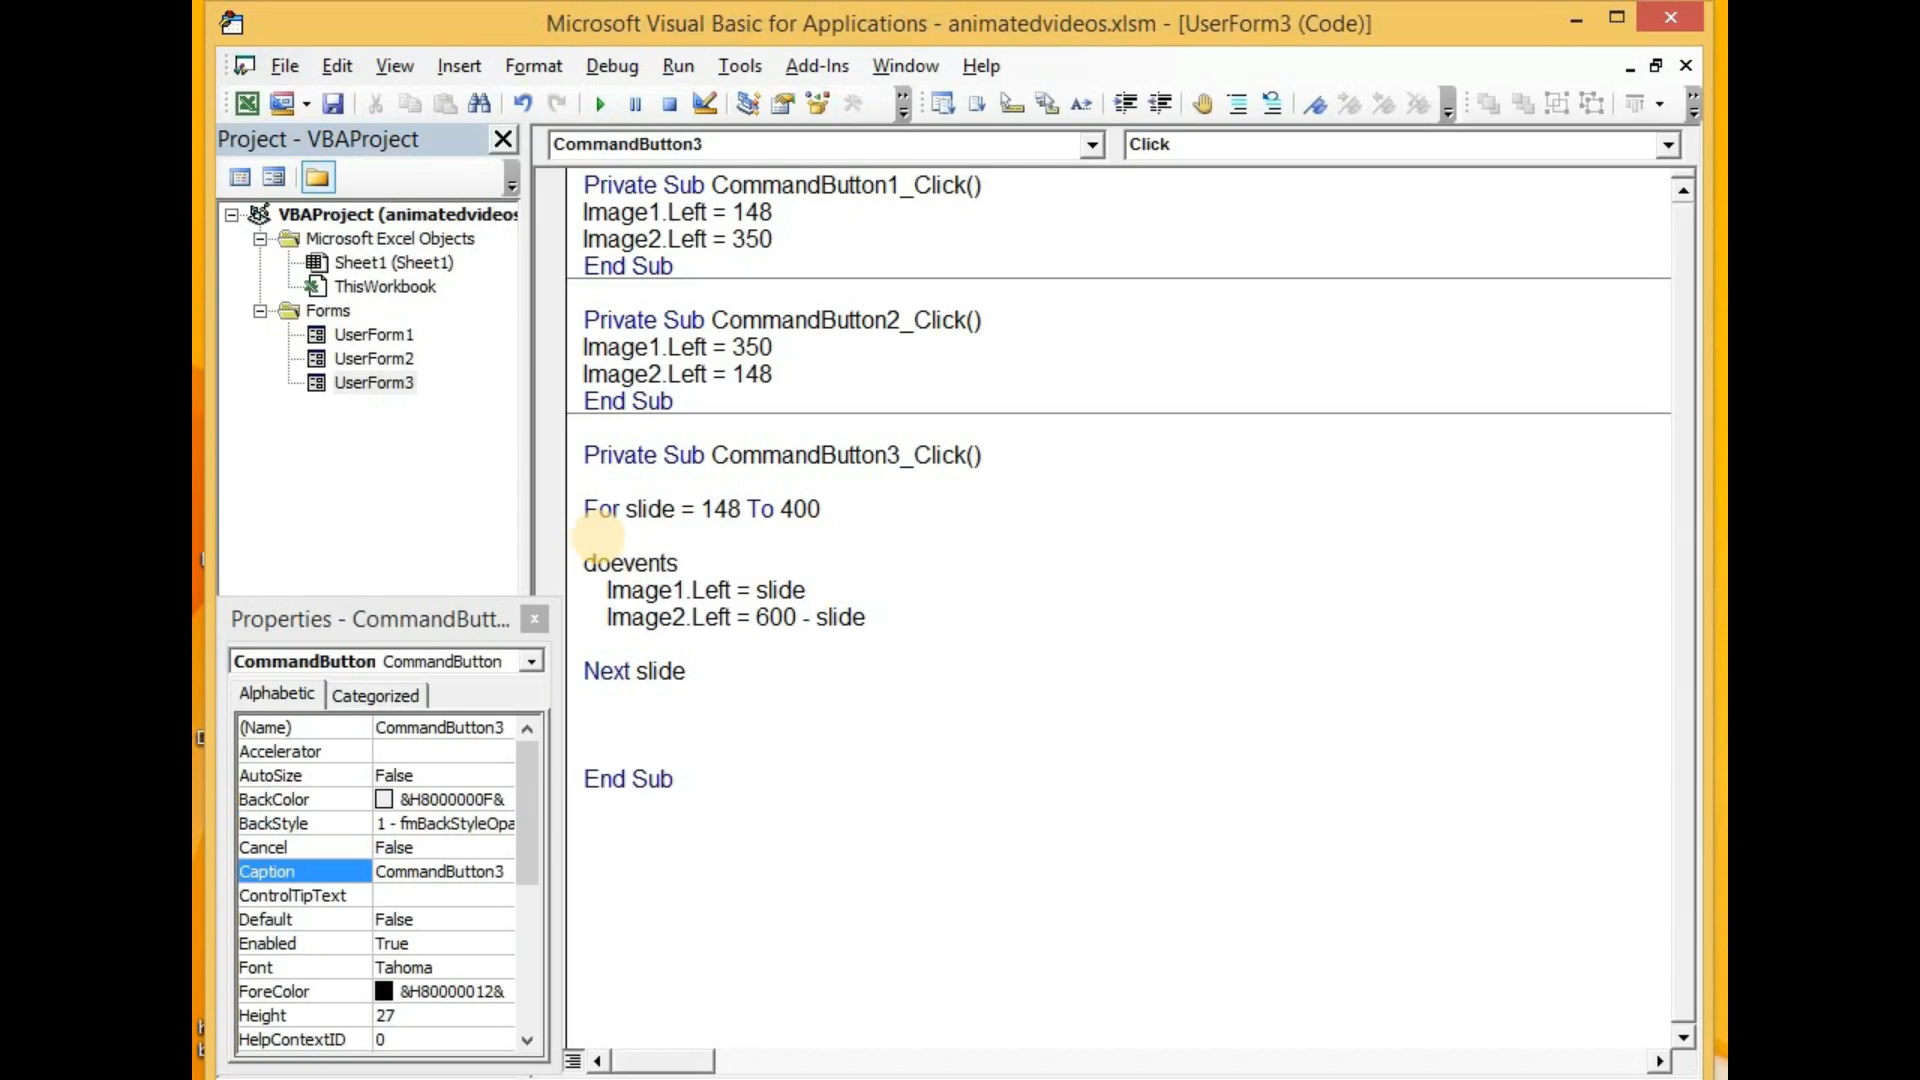 Microsoft Visual Basic for Applications - animatedvideos.xlsm - [UserForm3 (Code)]
File Edit View Insert Format Debug Run Tools Add-Ins Window Help
Project - VBAProject
VBAProject (animatedvideos
Microsoft Excel Objects
Sheet1 (Sheet1)
ThisWorkbook
Forms
UserForm1
UserForm2
UserForm3
CommandButton3 Click
Private Sub CommandButton1_Click()
Image1.Left = 148
Image2.Left = 350
End Sub
Private Sub CommandButton2_Click()
Image1.Left = 350
Image2.Left = 148
End Sub
Private Sub CommandButton3_Click()
For slide = 148 To 400
doevents
Image1.Left = slide
Image2.Left = 600 - slide
Next slide
End Sub
Properties - CommandButt...
CommandButton CommandButton
Alphabetic Categorized
(Name) CommandButton3
Accelerator
AutoSize False
BackColor &H8000000F&
BackStyle 1 - fmBackStyleOpa
Cancel False
Caption CommandButton3
ControlTipText
Default False
Enabled True
Font Tahoma
ForeColor &H80000012&
Height 27
HelpContextID 0